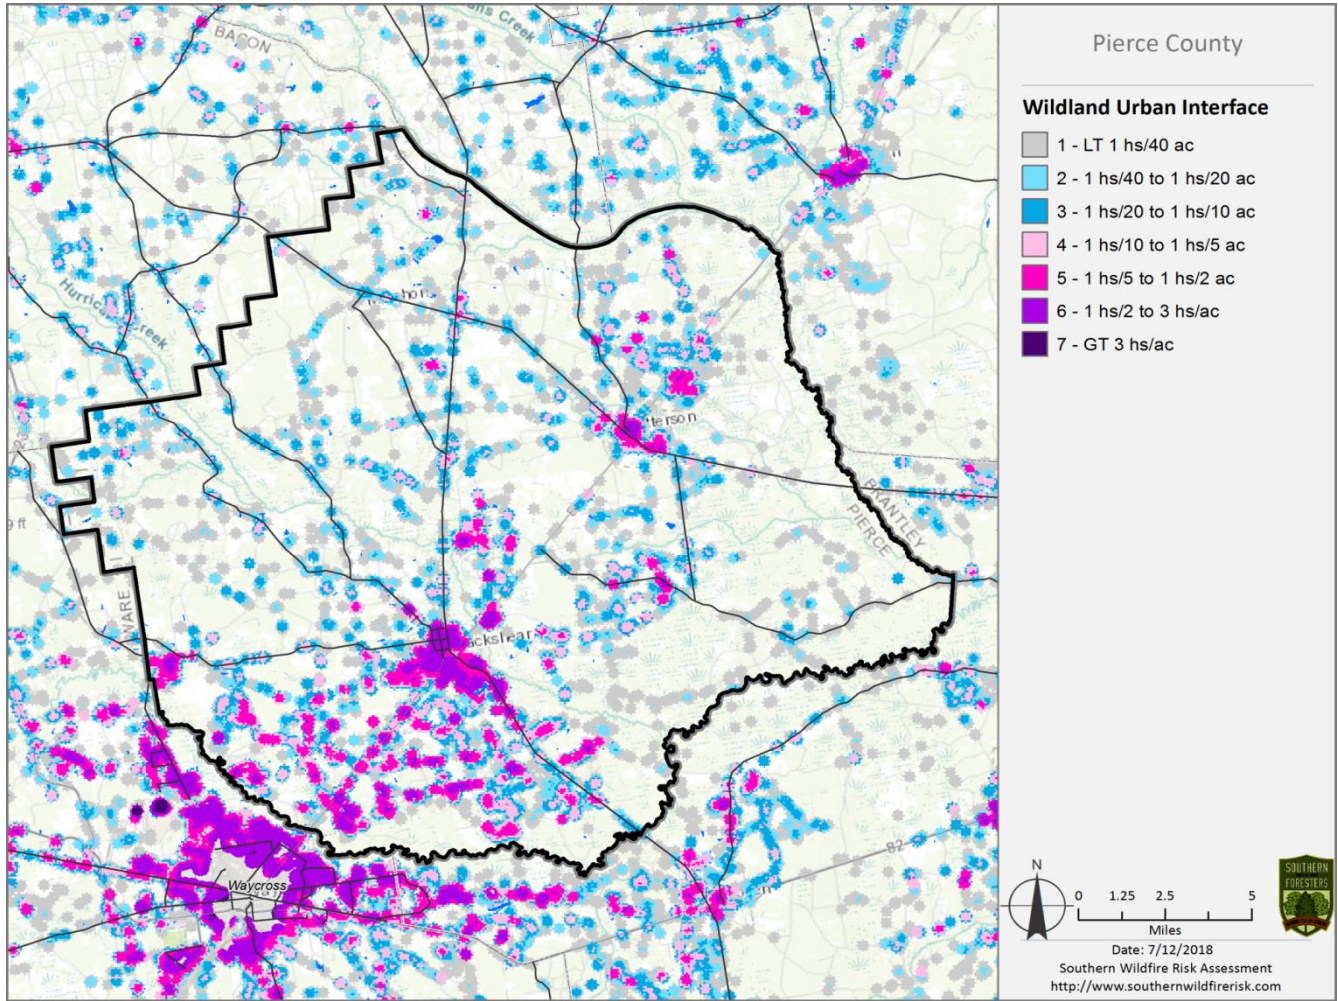 Pierce County
Wildland Urban Interface
1 - LT 1 hs/40 ac
2 - 1 hs/40 to 1 hs/20 ac
3 - 1 hs/20 to 1 hs/10 ac
4 - 1 hs/10 to 1 hs/5 ac
5 - 1 hs/5 to 1 hs/2 ac
6 - 1 hs/2 to 3 hs/ac
7 - GT 3 hs/ac
BACON
Creek
Creek
terson
BRANTLEY
PIERCE
WARE
Waycross
82
N
0 1.25 2.5 5
Miles
SOUTHERN
FORESTERS
Date: 7/12/2018
Southern Wildfire Risk Assessment
http://www.southernwildfirerisk.com